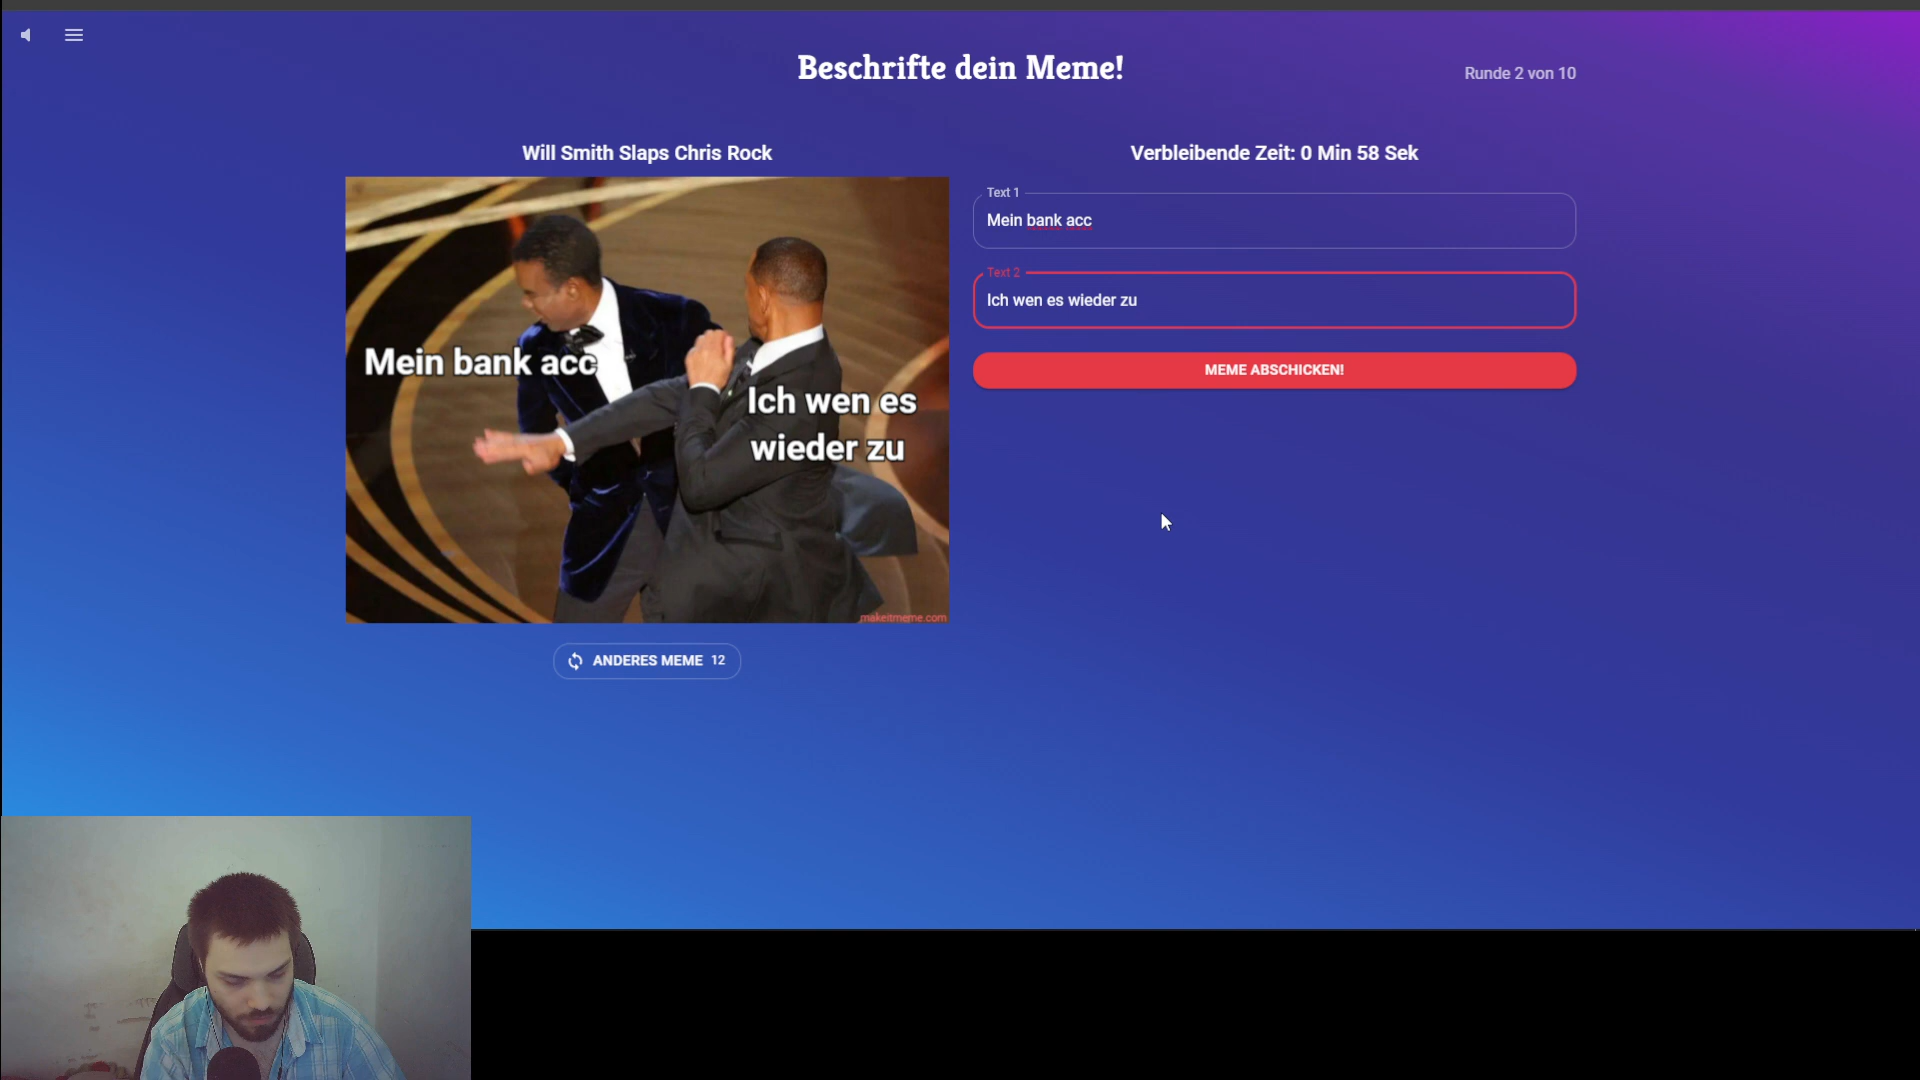 Beschrifte dein Meme!
Runde 2 von 10
Will Smith Slaps Chris Rock
Mein bank acc
Ich wen es
wieder zu
makeitmeme.com
ANDERES MEME 12
Verbleibende Zeit: 0 Min 58 Sek
Text 1
Mein bank acc
Text 2
Ich wen es wieder zu
MEME ABSCHICKEN!